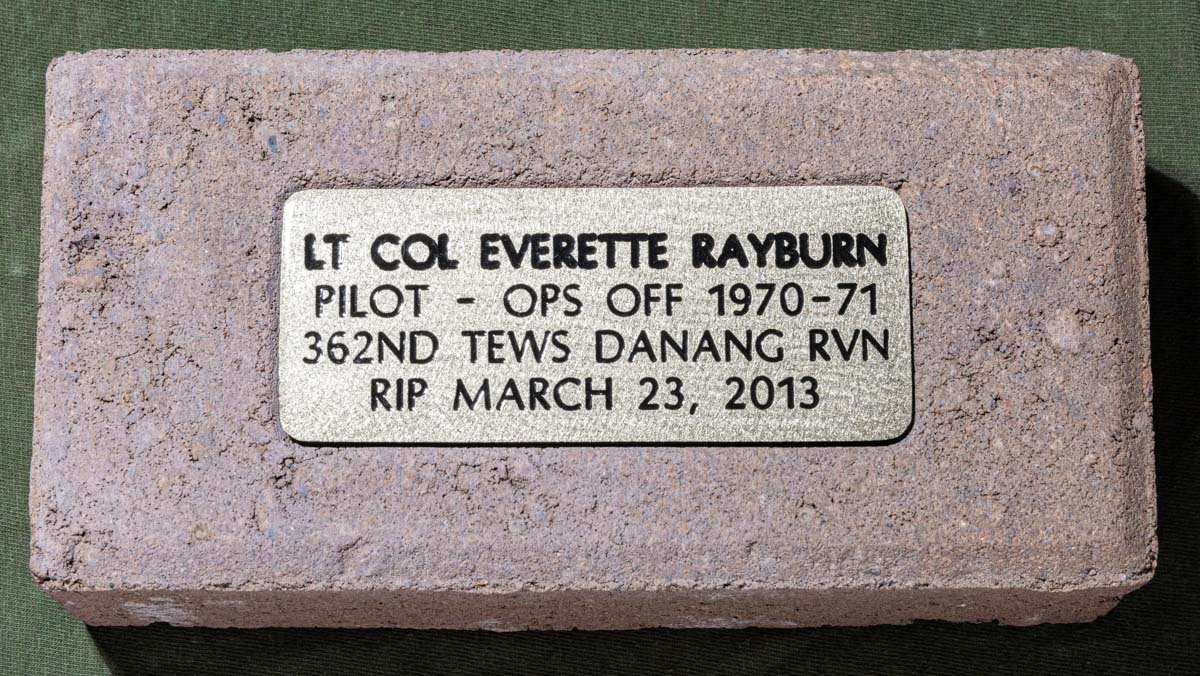 LT COL EVERETTE RAYBURN
PILOT - OPS OFF 1970-71
362ND TEWS DANANG RVN
RIP MARCH 23, 2013